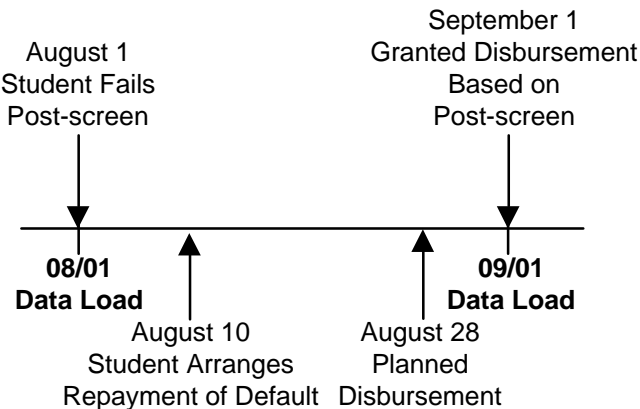 September 1
August 1
Granted Disbursement
Student Fails
Based on
Post-screen
Post-screen
08/01
09/01
Data Load
Data Load
August 10
August 28
Student Arranges
Planned
Repayment of Default
Disbursement